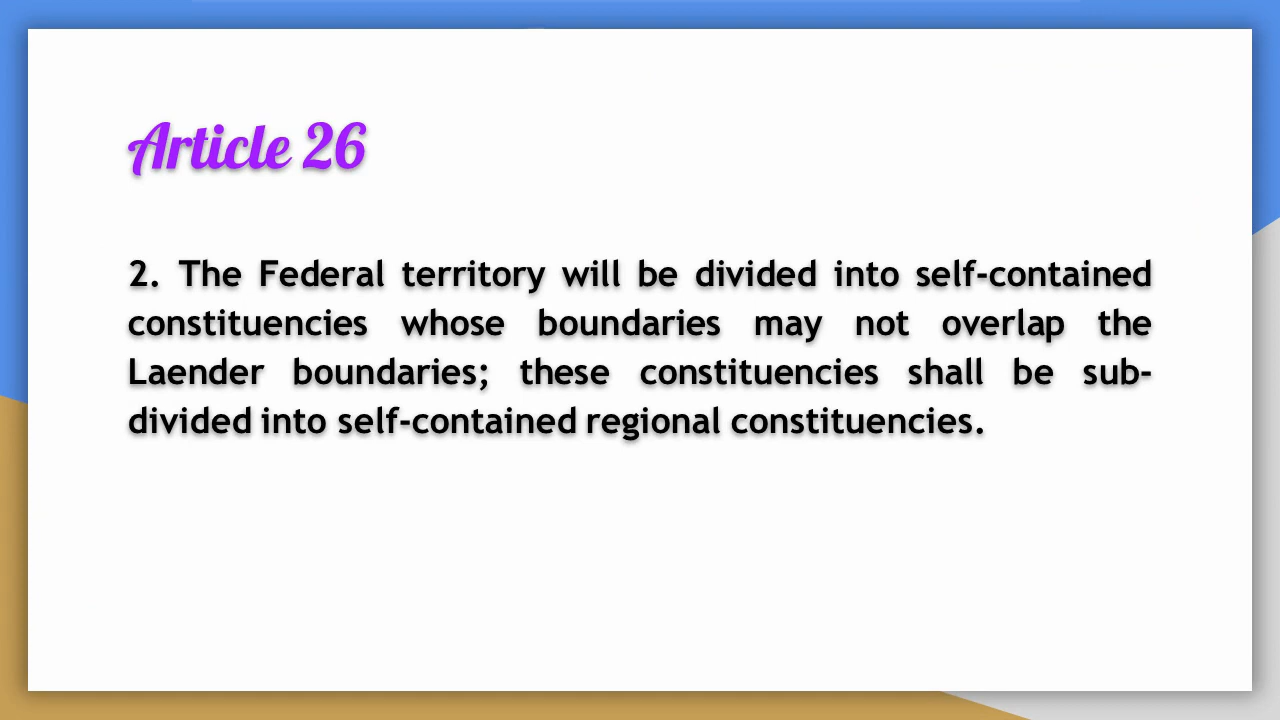 Article 26
2. The Federal territory will be divided into self-contained
constituencies whose boundaries may not overlap the
Laender boundaries; these constituencies shall be sub-
divided into self-contained regional constituencies.